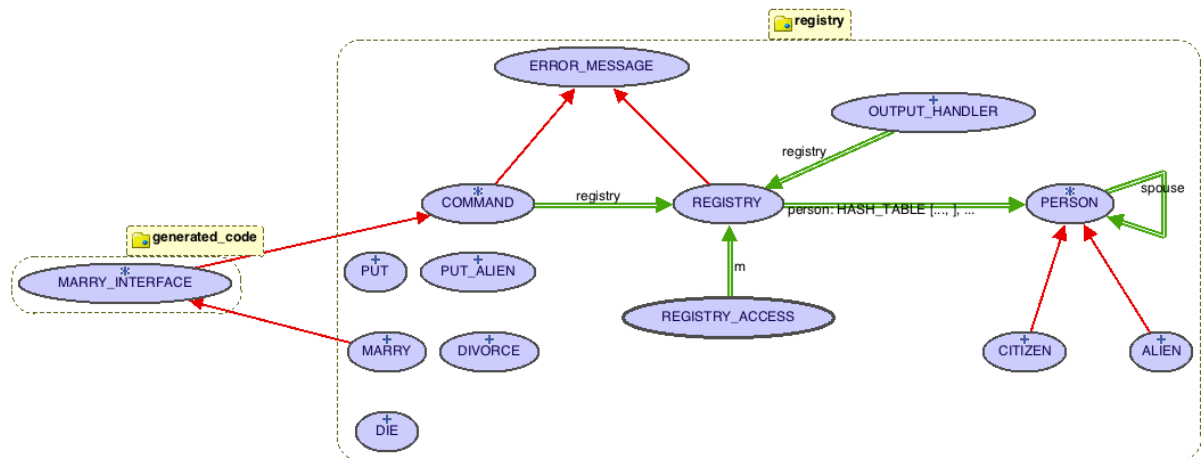 registry
ERROR_MESSAGE
+
OUTPUT_HANDLER
registry
*
COMMAND
registry
REGISTRY
person: HASH_TABLE [..., ], ...
*
PERSON
spouse
generated_code
*
MARRY_INTERFACE
+
PUT
+
PUT_ALIEN
m
REGISTRY_ACCESS
+
MARRY
+
DIVORCE
+
CITIZEN
+
ALIEN
+
DIE